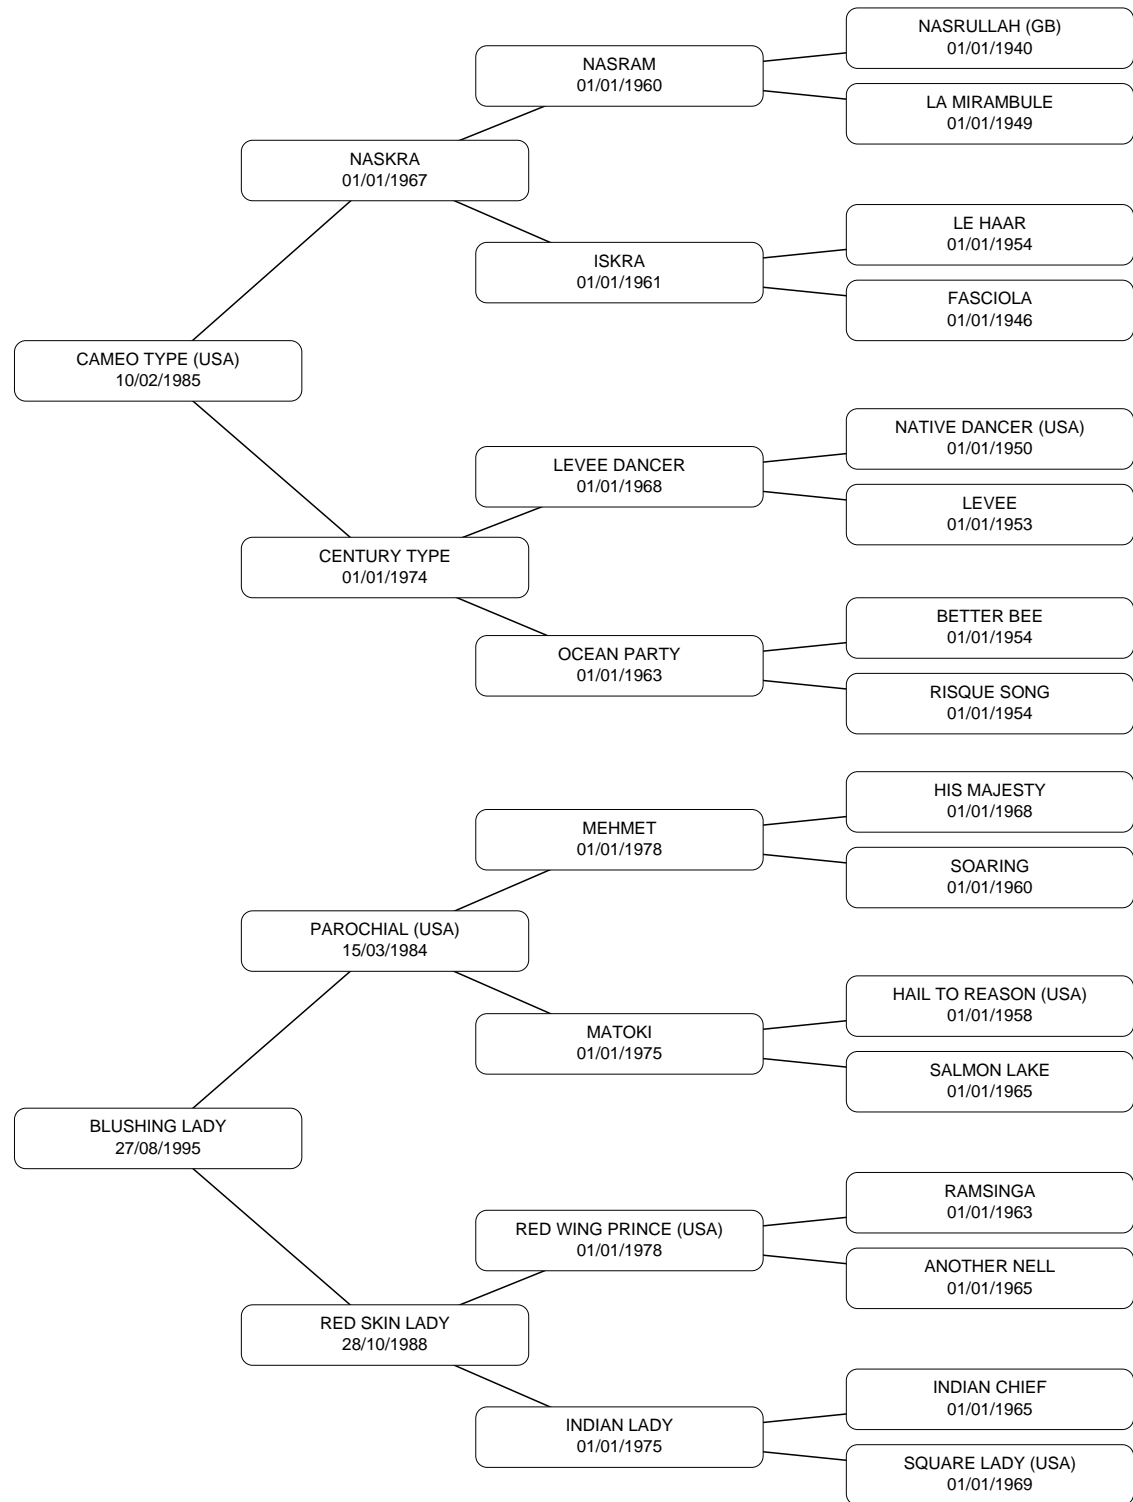 NASRULLAH (GB)
01/01/1940
NASRAM
01/01/1960
LA MIRAMBULE
01/01/1949
NASKRA
01/01/1967
LE HAAR
01/01/1954
ISKRA
01/01/1961
FASCIOLA
01/01/1946
CAMEO TYPE (USA)
10/02/1985
NATIVE DANCER (USA)
01/01/1950
LEVEE DANCER
01/01/1968
LEVEE
01/01/1953
CENTURY TYPE
01/01/1974
BETTER BEE
01/01/1954
OCEAN PARTY
01/01/1963
RISQUE SONG
01/01/1954
HIS MAJESTY
01/01/1968
MEHMET
01/01/1978
SOARING
01/01/1960
PAROCHIAL (USA)
15/03/1984
HAIL TO REASON (USA)
01/01/1958
MATOKI
01/01/1975
SALMON LAKE
01/01/1965
BLUSHING LADY
27/08/1995
RAMSINGA
01/01/1963
RED WING PRINCE (USA)
01/01/1978
ANOTHER NELL
01/01/1965
RED SKIN LADY
28/10/1988
INDIAN CHIEF
01/01/1965
INDIAN LADY
01/01/1975
SQUARE LADY (USA)
01/01/1969